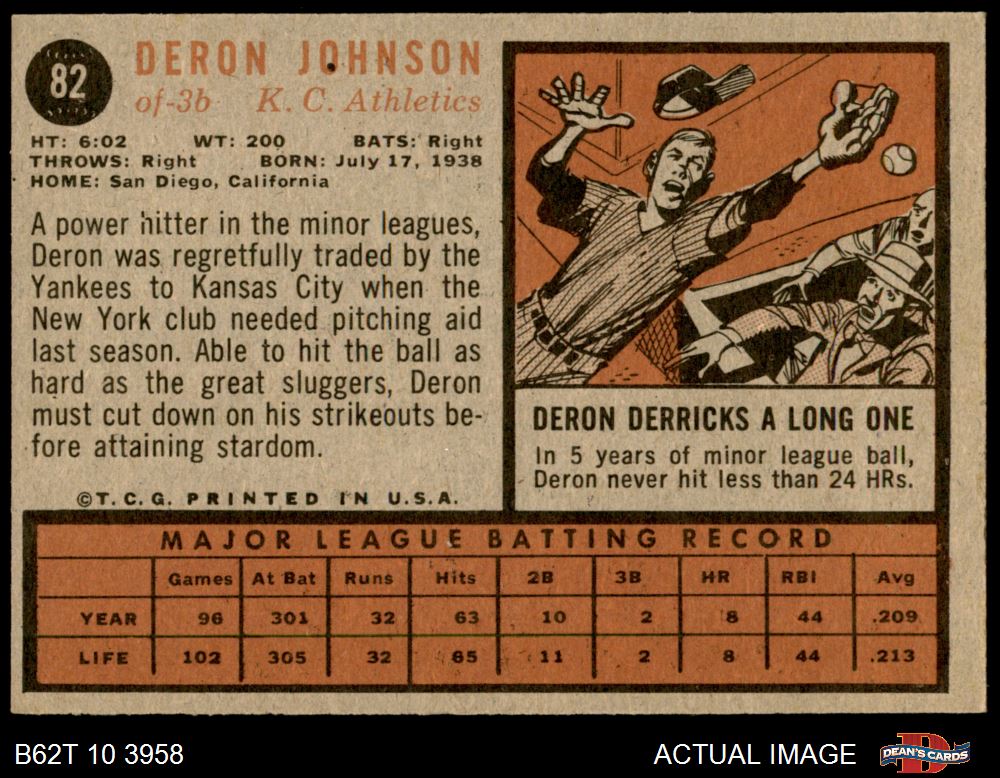 82
DERON JOHNSON
of-3b K. C. Athletics
HT: 6:02 WT: 200 BATS: Right
THROWS: Right BORN: July 17, 1938
HOME: San Diego, California
A power hitter in the minor leagues,
Deron was regretfully traded by the
Yankees to Kansas City when the
New York club needed pitching aid
last season. Able to hit the ball as
hard as the great sluggers, Deron
must cut down on his strikeouts be-
fore attaining stardom.
©T.C.G. PRINTED IN U.S.A.
DERON DERRICKS A LONG ONE
In 5 years of minor league ball,
Deron never hit less than 24 HRs.
MAJOR LEAGUE BATTING RECORD
Games At Bat Runs Hits 2B 3B HR RBI Avg
YEAR 96 301 32 63 10 2 8 44 .209
LIFE 102 305 32 65 11 2 8 44 .213
B62T 10 3958 ACTUAL IMAGE DEAN'S CARDS